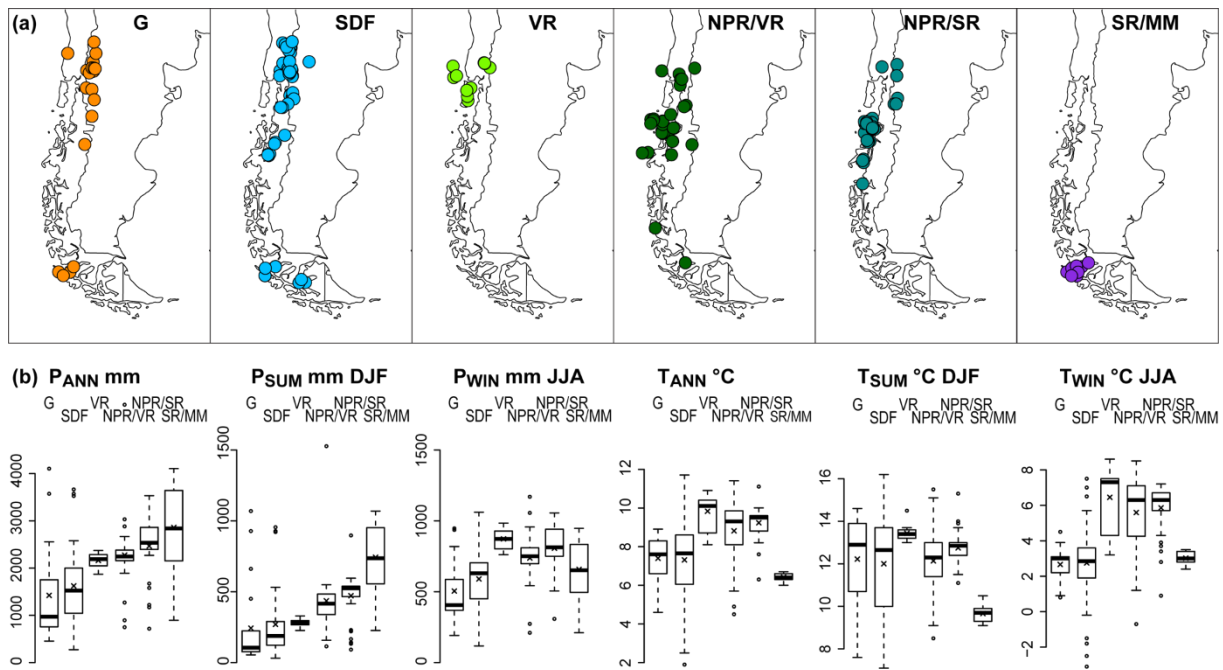 (a) G SDF VR NPR/VR NPR/SR SR/MM
(b) PANN mm PSUM mm DJF PWIN mm JJA TANN °C TSUM °C DJF TWIN °C JJA
G VR NPR/SR
SDF NPR/VR SR/MM
0 1000 2000 3000 4000
G VR NPR/SR
SDF NPR/VR SR/MM
0 500 1000 1500
G VR NPR/SR
SDF NPR/VR SR/MM
0 500 1000 1500
G VR NPR/SR
SDF NPR/VR SR/MM
2 4 6 8 10 12
G VR NPR/SR
SDF NPR/VR SR/MM
8 10 12 14 16
G VR NPR/SR
SDF NPR/VR SR/MM
0 2 4 6 8